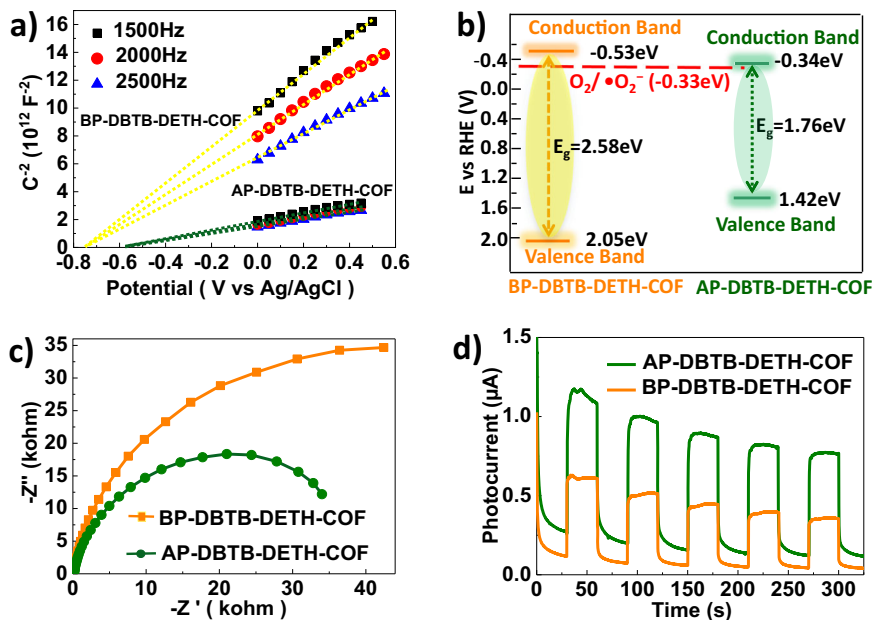 a)
1500Hz
2000Hz
2500Hz
BP-DBTB-DETH-COF
AP-DBTB-DETH-COF
C⁻² (10¹² F⁻²)
16
14
12
10
8
6
4
2
0
-0.8 -0.6 -0.4 -0.2 0.0 0.2 0.4 0.6
Potential ( V vs Ag/AgCl )
b)
Conduction Band
-0.53eV
Conduction Band
-0.34eV
O₂/ •O₂⁻ (-0.33eV)
E vs RHE (V)
-0.4
0.0
0.4
0.8
1.2
1.6
2.0
Eg=2.58eV
Eg=1.76eV
1.42eV
Valence Band
2.05eV
Valence Band
BP-DBTB-DETH-COF AP-DBTB-DETH-COF
c)
-Z'' (kohm)
35
30
25
20
15
10
5
0
BP-DBTB-DETH-COF
AP-DBTB-DETH-COF
0 10 20 30 40
-Z ' ( kohm )
d)
AP-DBTB-DETH-COF
BP-DBTB-DETH-COF
Photocurrent (µA)
1.5
1.0
0.5
0.0
0 50 100 150 200 250 300
Time (s)